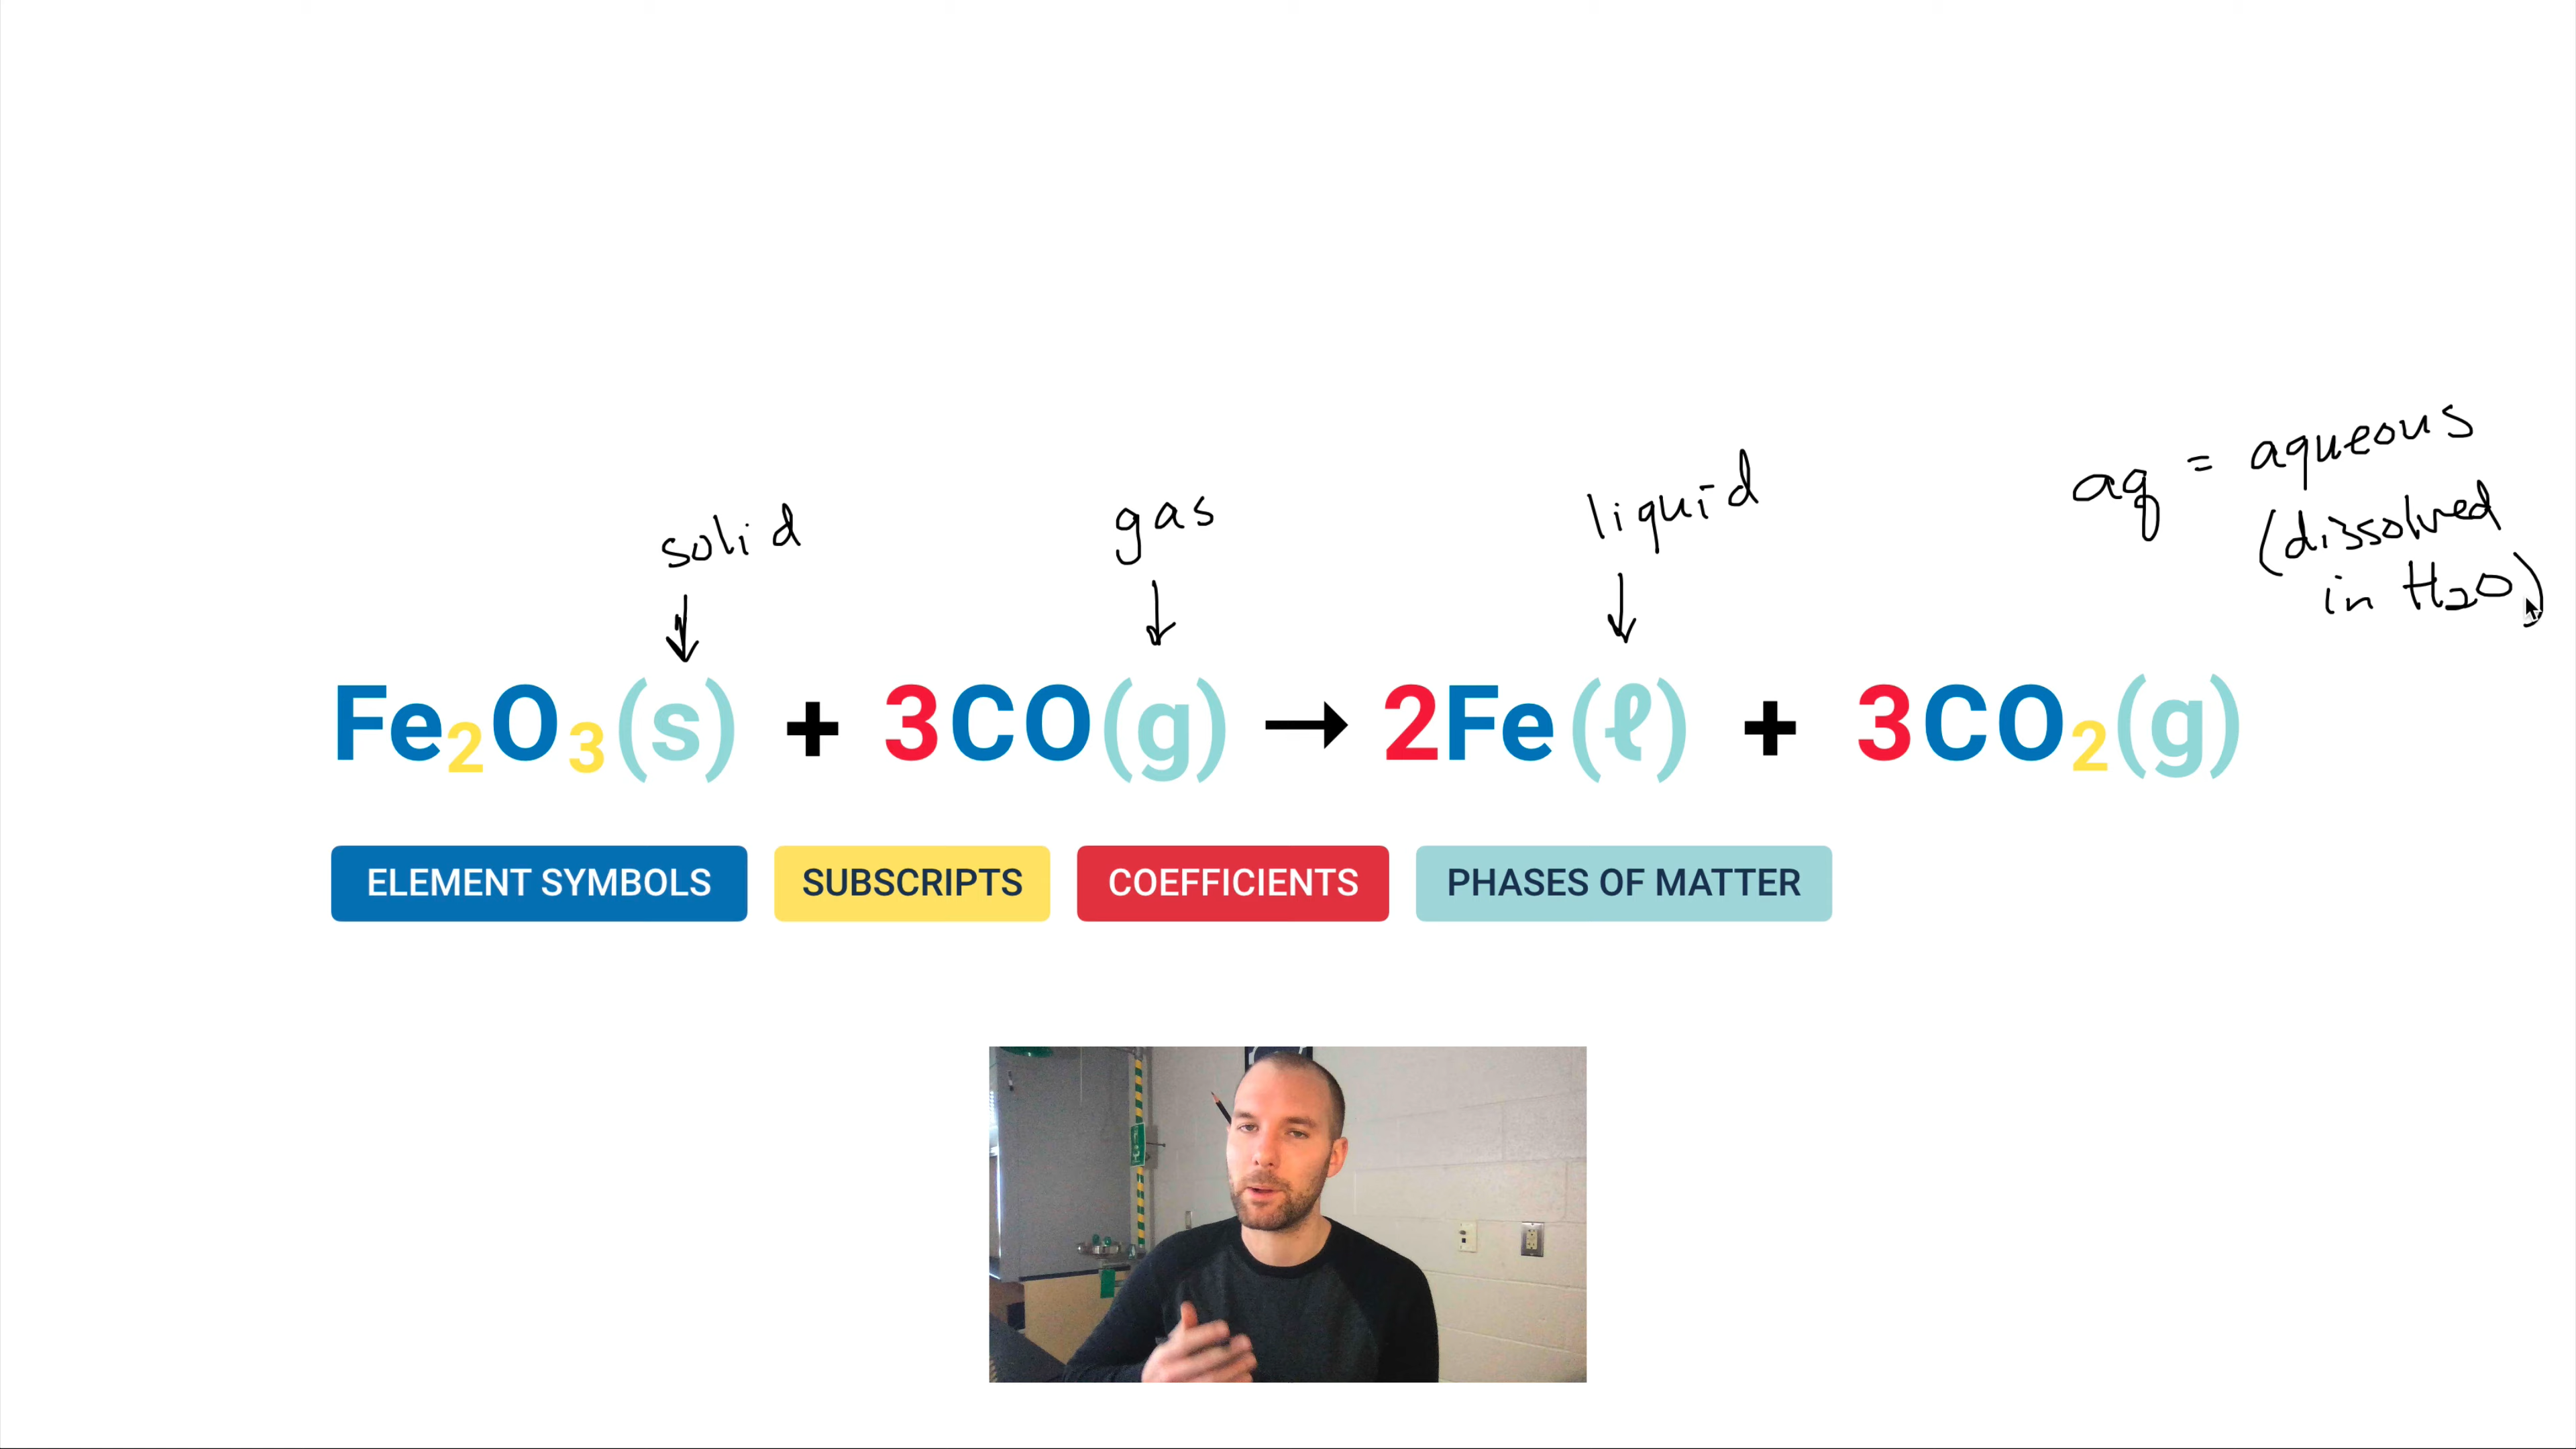 aq = aqueous
(dissolved
in H2O)
solid
gas
liquid
Fe₂O₃(s) + 3CO(g) → 2Fe(ℓ) + 3CO₂(g)
ELEMENT SYMBOLS SUBSCRIPTS COEFFICIENTS PHASES OF MATTER